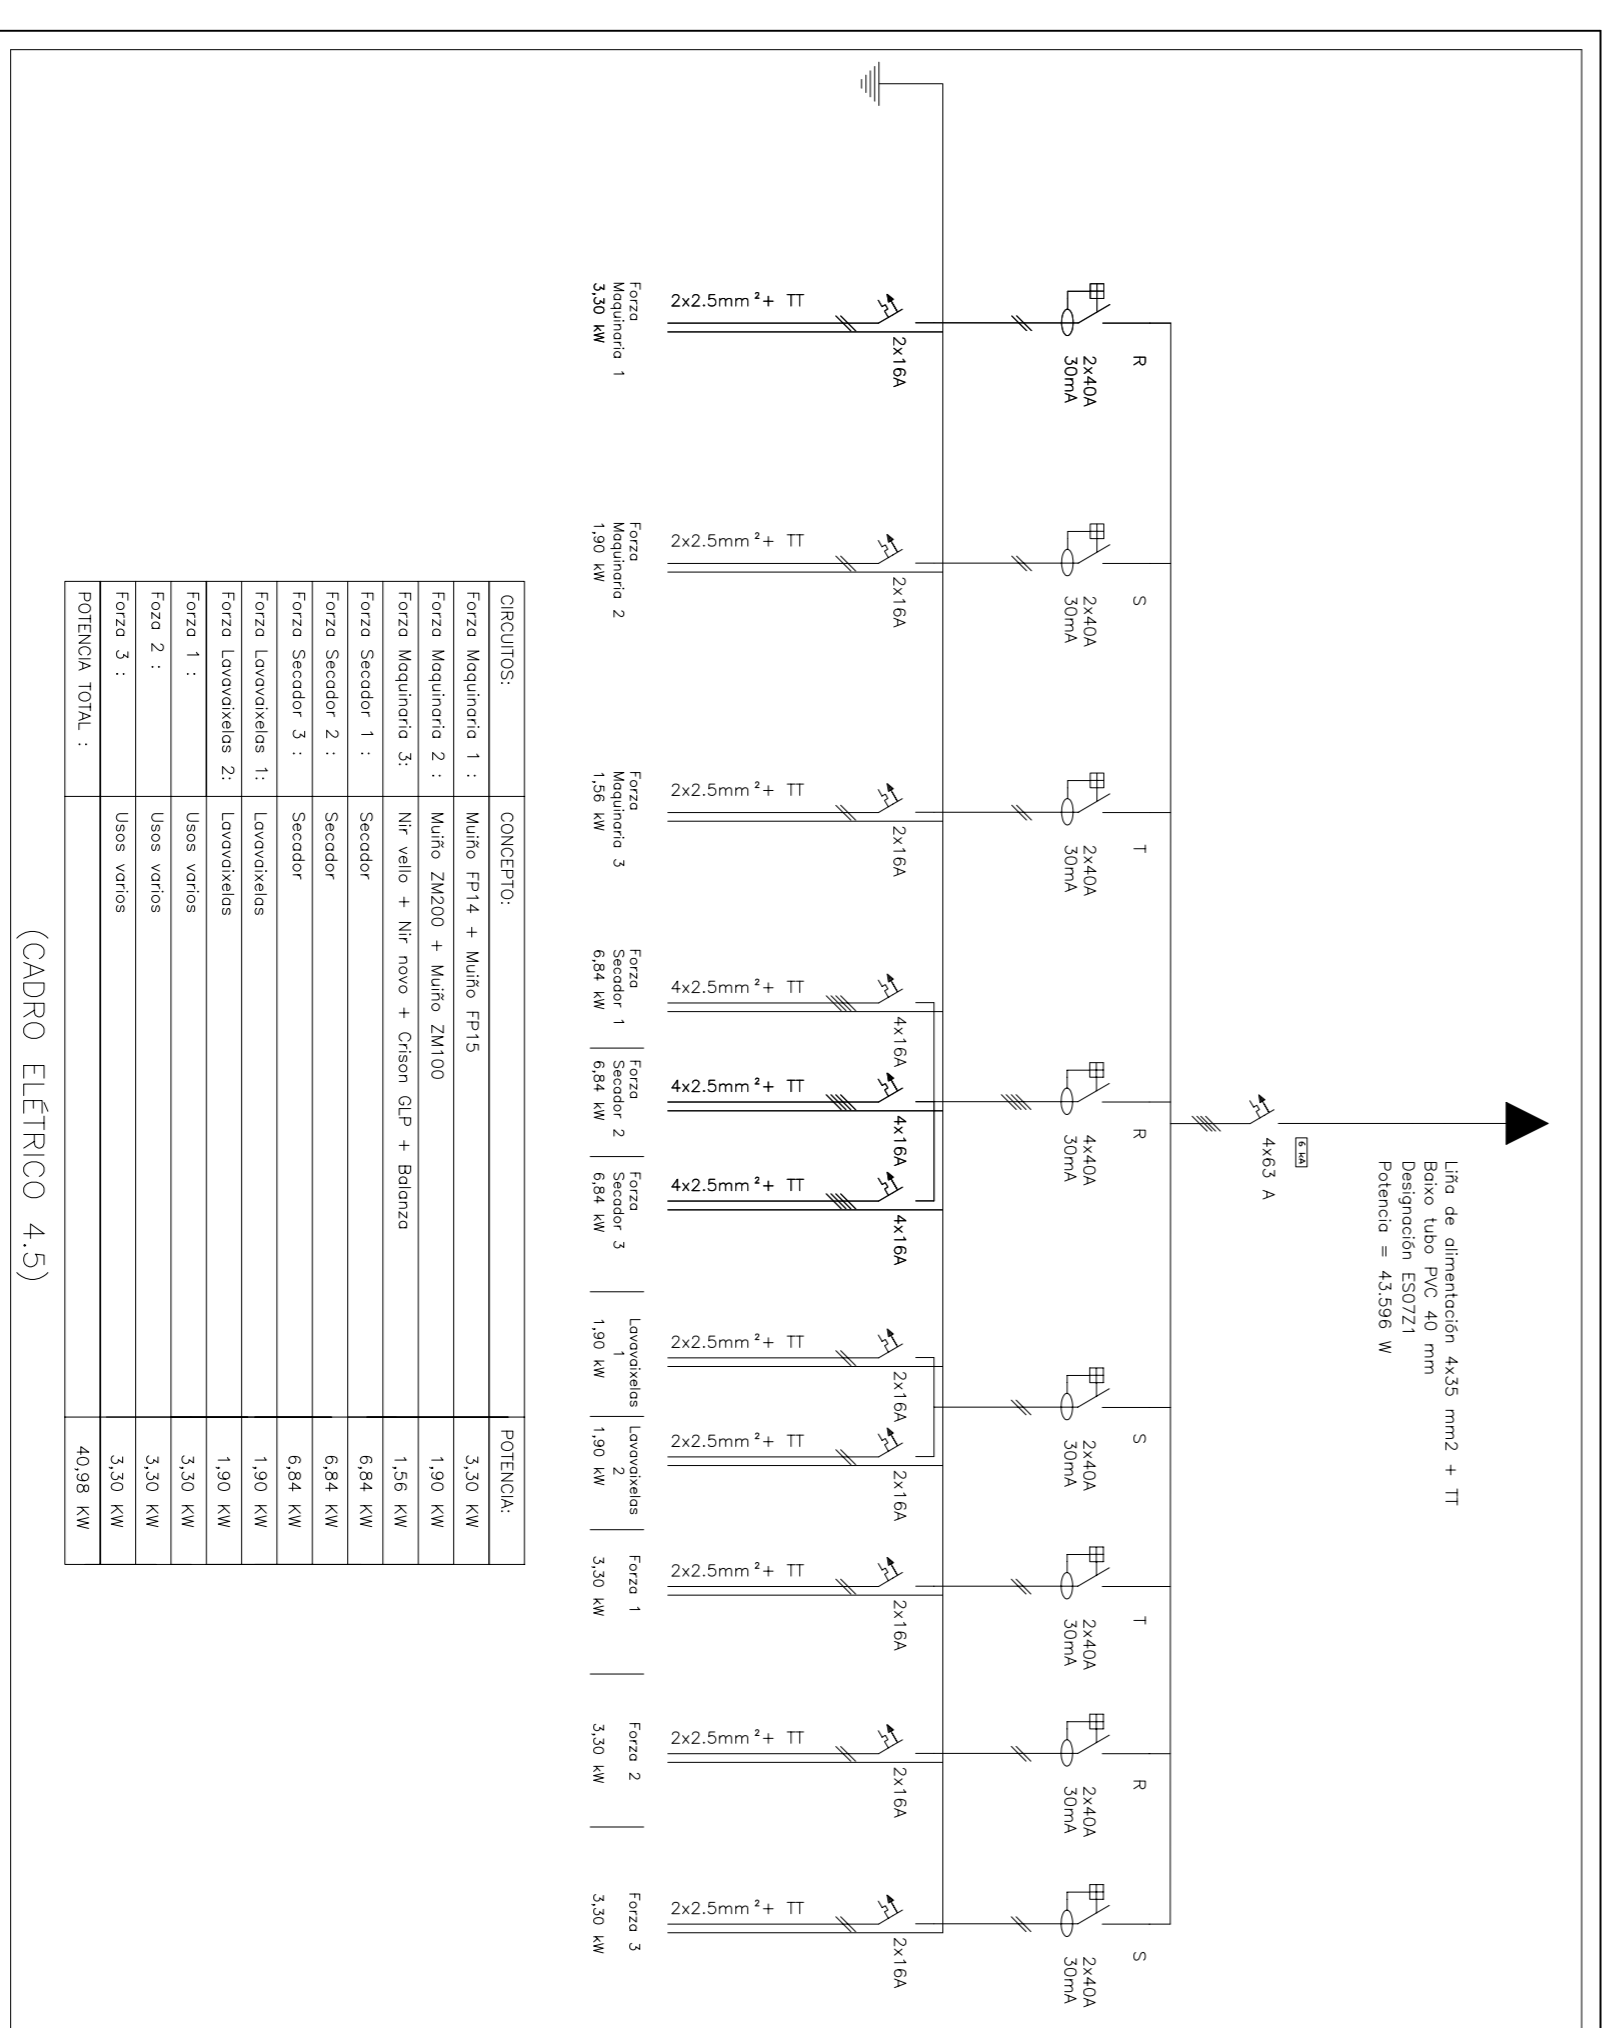 Liña de alimentación 4x35 mm2 + TT
Baixo tubo PVC 40 mm
Designación ES07Z1
Potencia = 43.596 W
6 kA
4x63 A
R
2x40A
30mA
S
2x40A
30mA
T
2x40A
30mA
R
4x40A
30mA
S
2x40A
30mA
T
2x40A
30mA
R
2x40A
30mA
S
2x40A
30mA
2x16A
2x16A
2x16A
4x16A
4x16A
4x16A
2x16A
2x16A
2x16A
2x16A
2x16A
2x2.5mm²+ TT
2x2.5mm²+ TT
2x2.5mm²+ TT
4x2.5mm²+ TT
4x2.5mm²+ TT
4x2.5mm²+ TT
2x2.5mm²+ TT
2x2.5mm²+ TT
2x2.5mm²+ TT
2x2.5mm²+ TT
2x2.5mm²+ TT
Forza
Maquinaria 1
3,30 kW
Forza
Maquinaria 2
1,90 kW
Forza
Maquinaria 3
1,56 kW
Forza
Secador 1
6,84 kW
Forza
Secador 2
6,84 kW
Forza
Secador 3
6,84 kW
Lavavaixelas
1
1,90 kW
Lavavaixelas
2
1,90 kW
Forza 1
3,30 kW
Forza 2
3,30 kW
Forza 3
3,30 kW
CIRCUITOS: CONCEPTO: POTENCIA:
Forza Maquinaria 1 : Muiño FP14 + Muiño FP15 3,30 KW
Forza Maquinaria 2 : Muiño ZM200 + Muiño ZM100 1,90 KW
Forza Maquinaria 3: Nir vello + Nir novo + Crison GLP + Balanza 1,56 KW
Forza Secador 1 : Secador 6,84 KW
Forza Secador 2 : Secador 6,84 KW
Forza Secador 3 : Secador 6,84 KW
Forza Lavavaixelas 1: Lavavaixelas 1,90 KW
Forza Lavavaixelas 2: Lavavaixelas 1,90 KW
Forza 1 : Usos varios 3,30 KW
Foza 2 : Usos varios 3,30 KW
Forza 3 : Usos varios 3,30 KW
POTENCIA TOTAL : 40,98 KW
(CADRO ELÉTRICO 4.5)